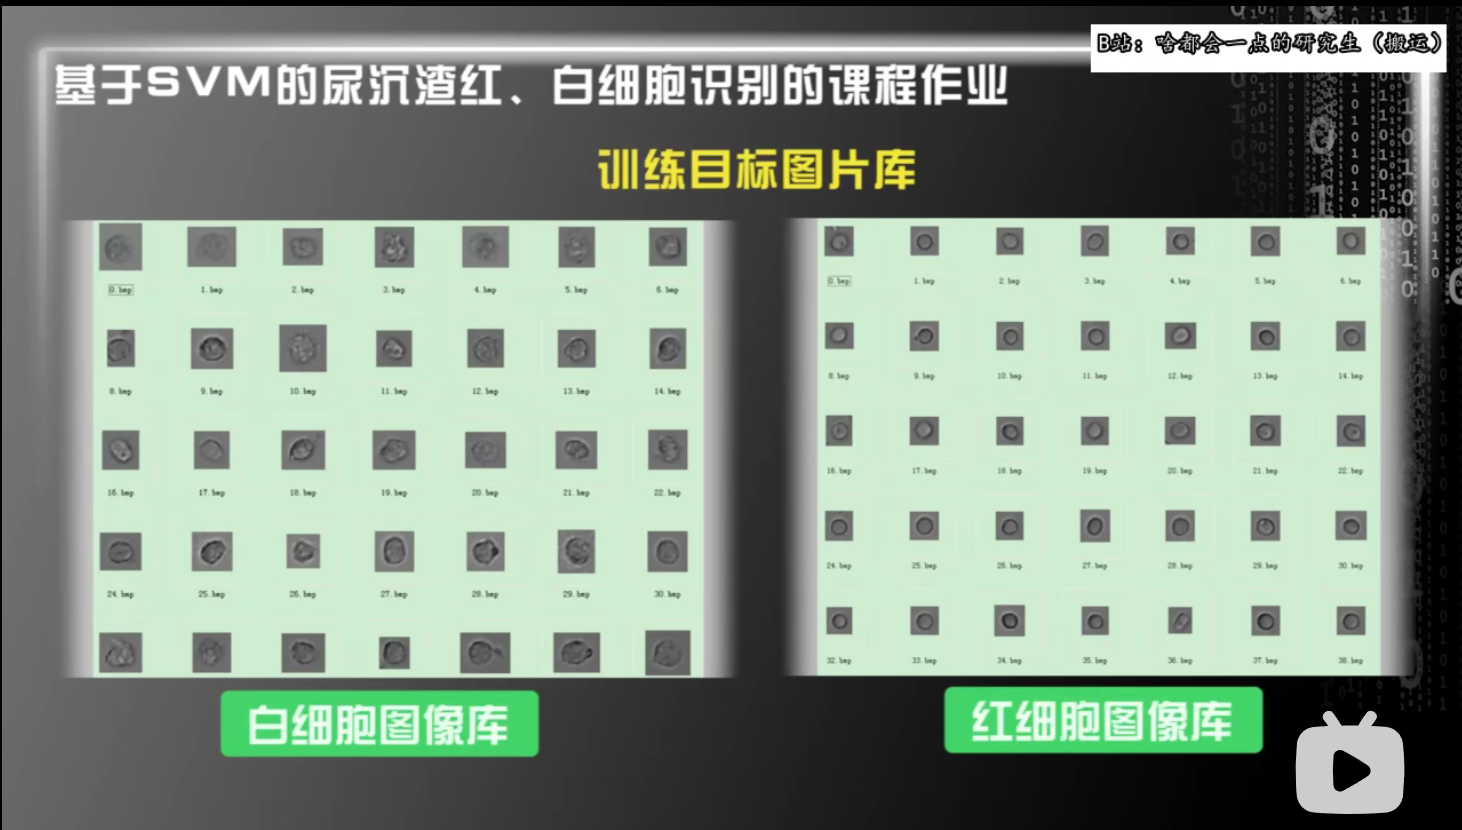 B站：啥都会一点的研究生（搬运）
基于SVM的尿沉渣红、白细胞识别的课程作业
训练目标图片库
0.bmp 1.bmp 2.bmp 3.bmp 4.bmp 5.bmp 6.bmp
8.bmp 9.bmp 10.bmp 11.bmp 12.bmp 13.bmp 14.bmp
16.bmp 17.bmp 18.bmp 19.bmp 20.bmp 21.bmp 22.bmp
24.bmp 25.bmp 26.bmp 27.bmp 28.bmp 29.bmp 30.bmp
白细胞图像库
0.bmp 1.bmp 2.bmp 3.bmp 4.bmp 5.bmp 6.bmp
8.bmp 9.bmp 10.bmp 11.bmp 12.bmp 13.bmp 14.bmp
16.bmp 17.bmp 18.bmp 19.bmp 20.bmp 21.bmp 22.bmp
24.bmp 25.bmp 26.bmp 27.bmp 28.bmp 29.bmp 30.bmp
32.bmp 33.bmp 34.bmp 35.bmp 36.bmp 37.bmp 38.bmp
红细胞图像库